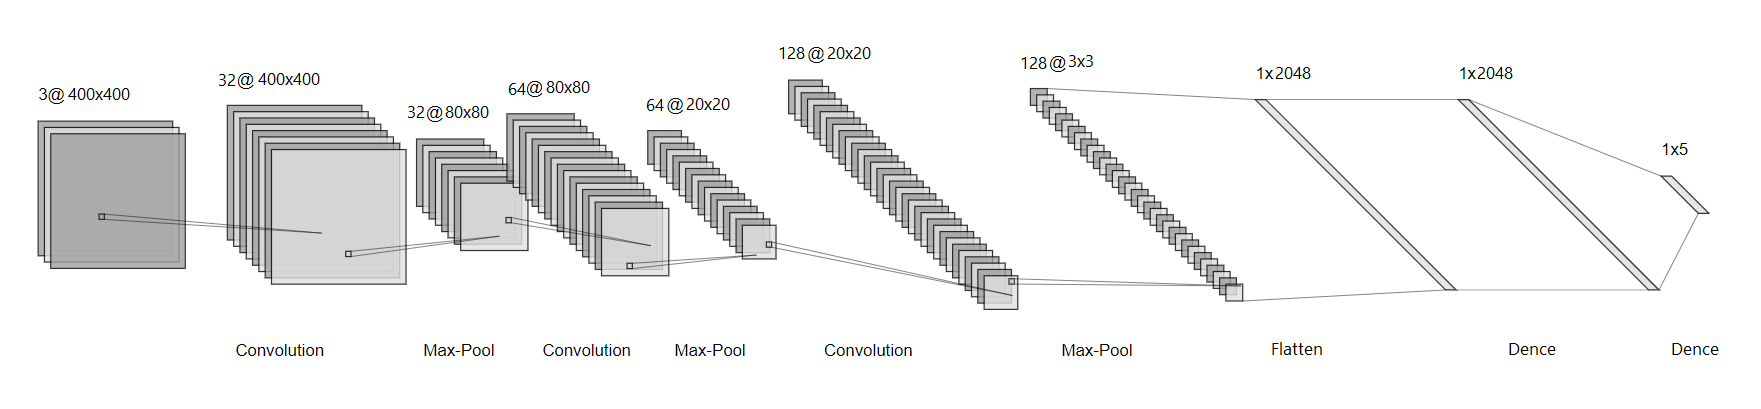 3@400x400
32@400x400
32@80x80
64@80x80
64@20x20
128@20x20
128@3x3
1x2048
1x2048
1x5
Convolution
Max-Pool
Convolution
Max-Pool
Convolution
Max-Pool
Flatten
Dence
Dence